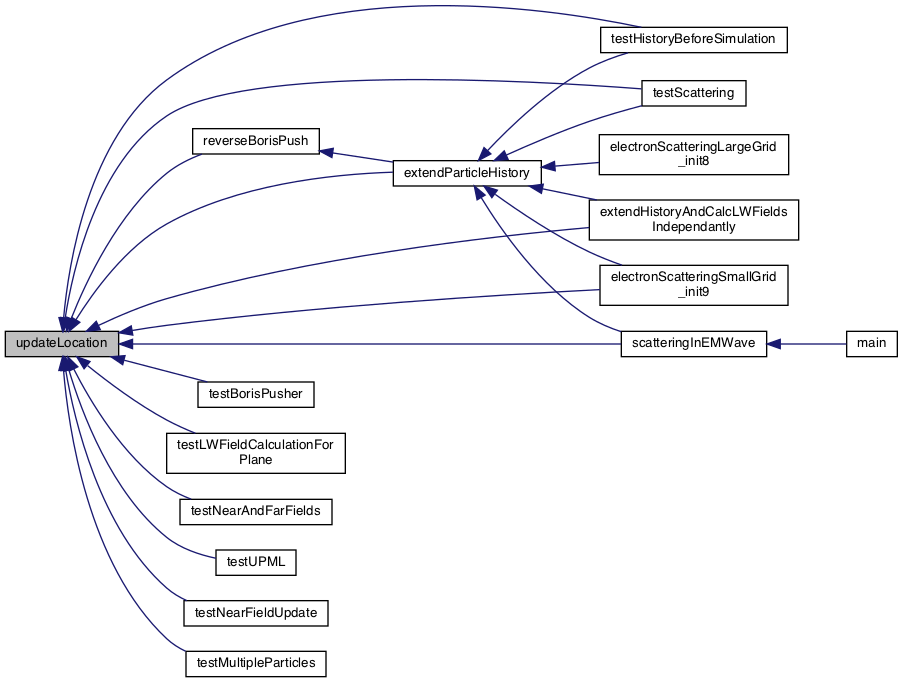 testHistoryBeforeSimulation
testScattering
reverseBorisPush
electronScatteringLargeGrid
_init8
extendParticleHistory
extendHistoryAndCalcLWFields
Independantly
electronScatteringSmallGrid
_init9
updateLocation
scatteringInEMWave
main
testBorisPusher
testLWFieldCalculationFor
Plane
testNearAndFarFields
testUPML
testNearFieldUpdate
testMultipleParticles